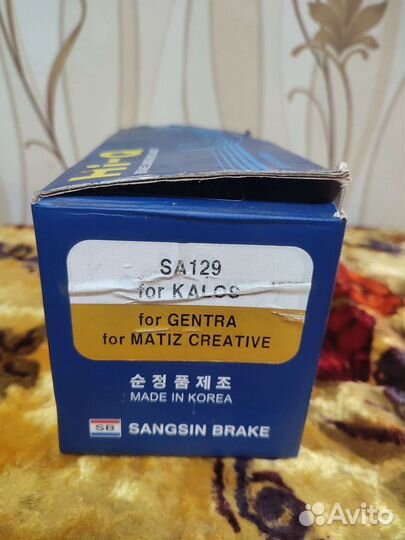 Hi-Q
SA129
for KALOS
for GENTRA
for MATIZ CREATIVE
순정품제조
MADE IN KOREA
SB SANGSIN BRAKE
Avito